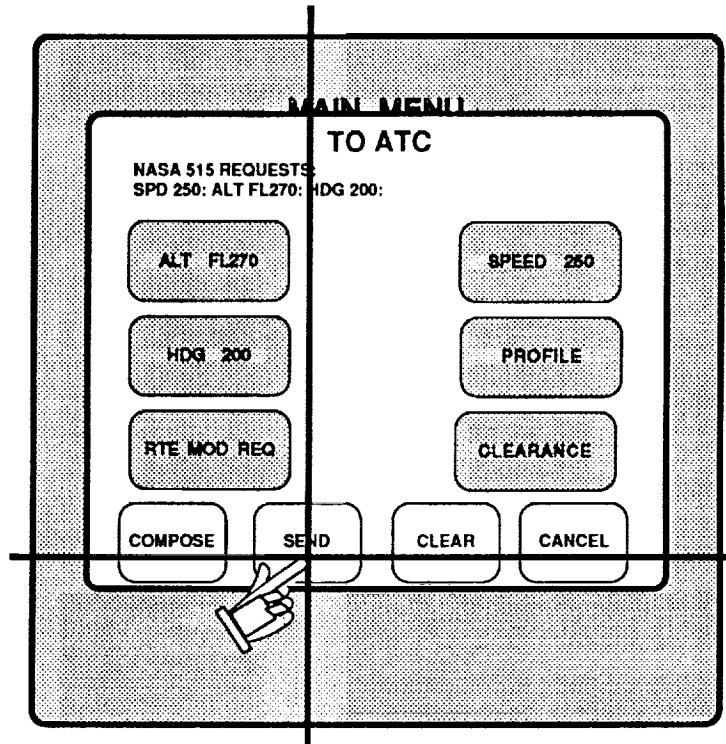 MAIN MENU
TO ATC
NASA 515 REQUESTS:
SPD 250: ALT FL270: HDG 200:
ALT FL270
SPEED 250
HDG 200
PROFILE
RTE MOD REQ
CLEARANCE
COMPOSE
SEND
CLEAR
CANCEL